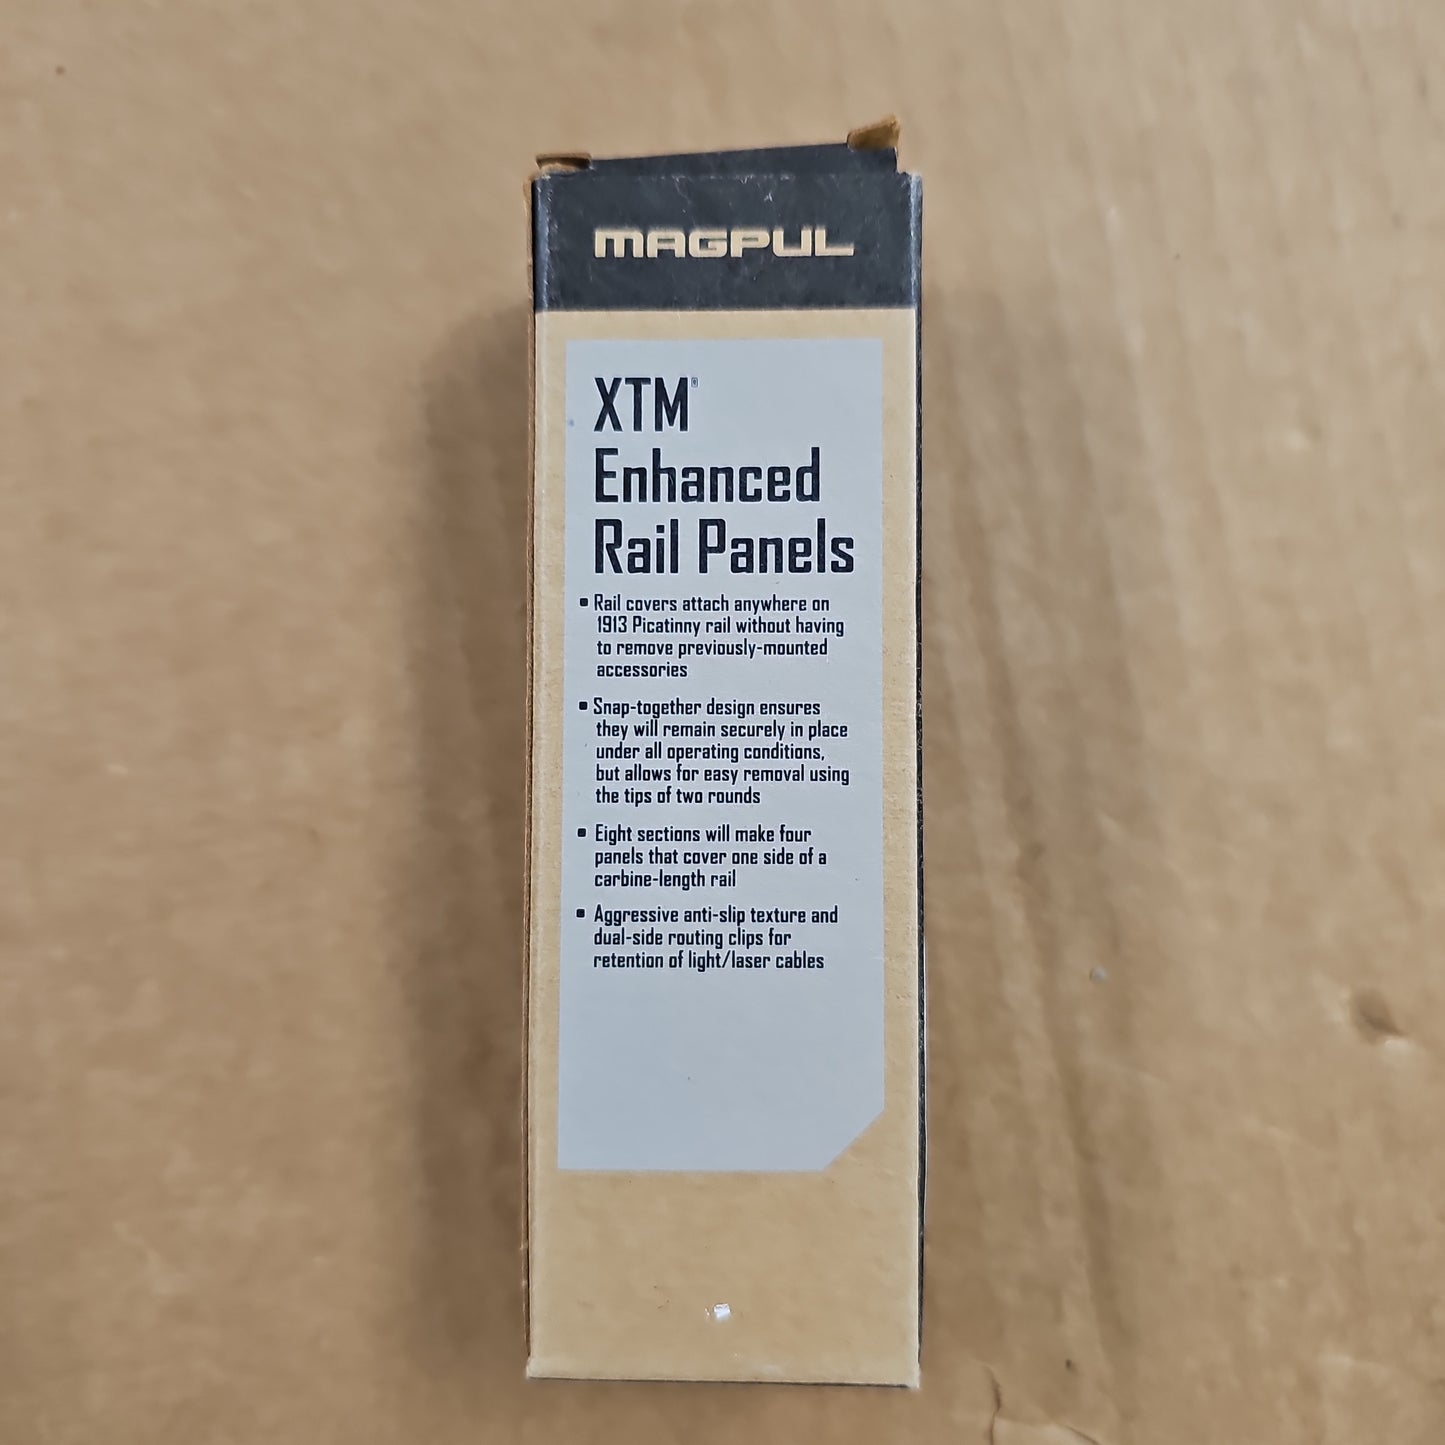 MAGPUL
XTM®
Enhanced
Rail Panels
▪ Rail covers attach anywhere on
1913 Picatinny rail without having
to remove previously-mounted
accessories
▪ Snap-together design ensures
they will remain securely in place
under all operating conditions,
but allows for easy removal using
the tips of two rounds
▪ Eight sections will make four
panels that cover one side of a
carbine-length rail
▪ Aggressive anti-slip texture and
dual-side routing clips for
retention of light/laser cables